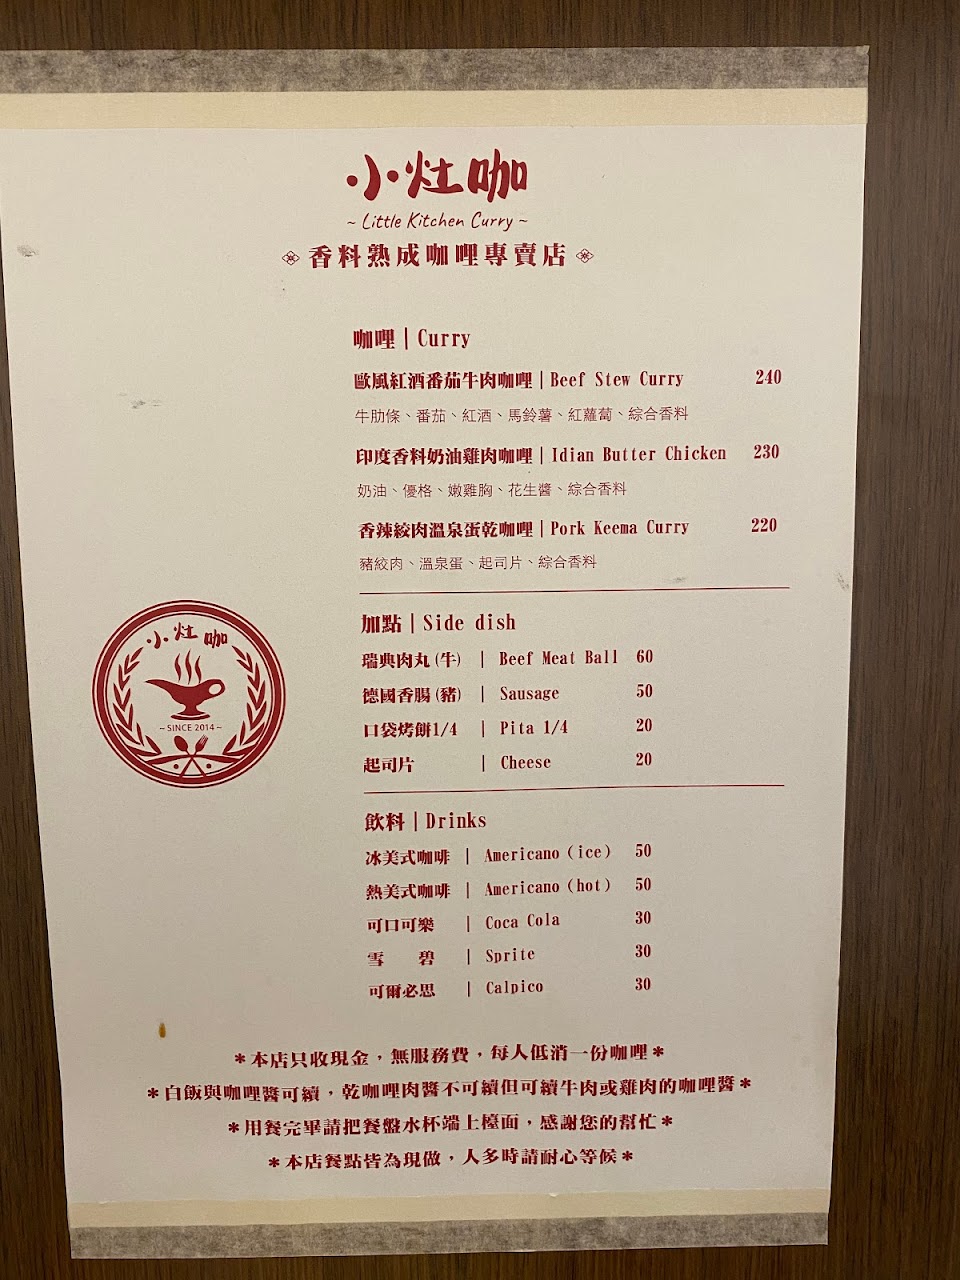 小灶咖
~ Little Kitchen Curry ~
香料熟成咖哩專賣店
咖哩｜Curry
歐風紅酒番茄牛肉咖哩｜Beef Stew Curry 240
牛肋條、番茄、紅酒、馬鈴薯、紅蘿蔔、綜合香料
印度香料奶油雞肉咖哩｜Idian Butter Chicken 230
奶油、優格、嫩雞胸、花生醬、綜合香料
香辣絞肉溫泉蛋乾咖哩｜Pork Keema Curry 220
豬絞肉、溫泉蛋、起司片、綜合香料
加點｜Side dish
瑞典肉丸(牛)｜Beef Meat Ball 60
德國香腸(豬)｜Sausage 50
口袋烤餅1/4｜Pita 1/4 20
起司片｜Cheese 20
小灶咖
~SINCE 2014~
飲料｜Drinks
冰美式咖啡｜Americano (ice) 50
熱美式咖啡｜Americano (hot) 50
可口可樂｜Coca Cola 30
雪 碧｜Sprite 30
可爾必思｜Calpico 30
＊本店只收現金，無服務費，每人低消一份咖哩＊
＊白飯與咖哩醬可續，乾咖哩肉醬不可續但可續牛肉或雞肉的咖哩醬＊
＊用餐完畢請把餐盤水杯端上檯面，感謝您的幫忙＊
＊本店餐點皆為現做，人多時請耐心等候＊